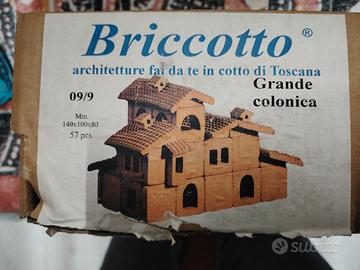 Briccotto ®
architetture fai da te in cotto di Toscana
09/9
Grande
colonica
Mm.
140x100x80
57 pcs
subito